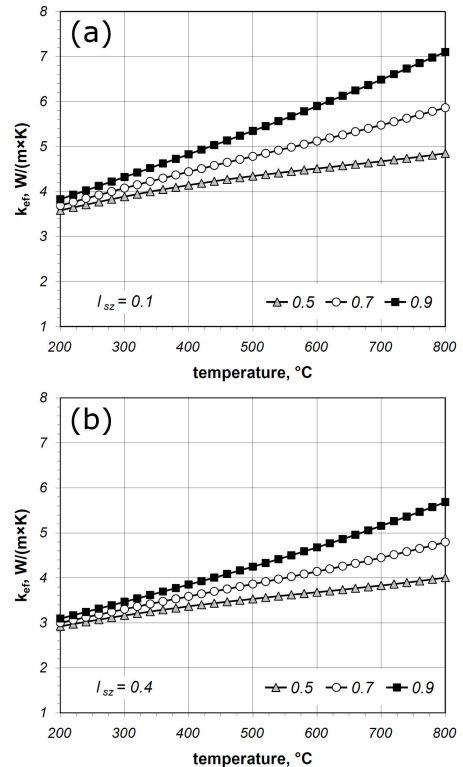 (a)
8
7
6
5
4
3
2
1
k_ef, W/(m×K)
l_sz = 0.1
0.5 0.7 0.9
200 300 400 500 600 700 800
temperature, °C
(b)
8
7
6
5
4
3
2
1
k_ef, W/(m×K)
l_sz = 0.4
0.5 0.7 0.9
200 300 400 500 600 700 800
temperature, °C